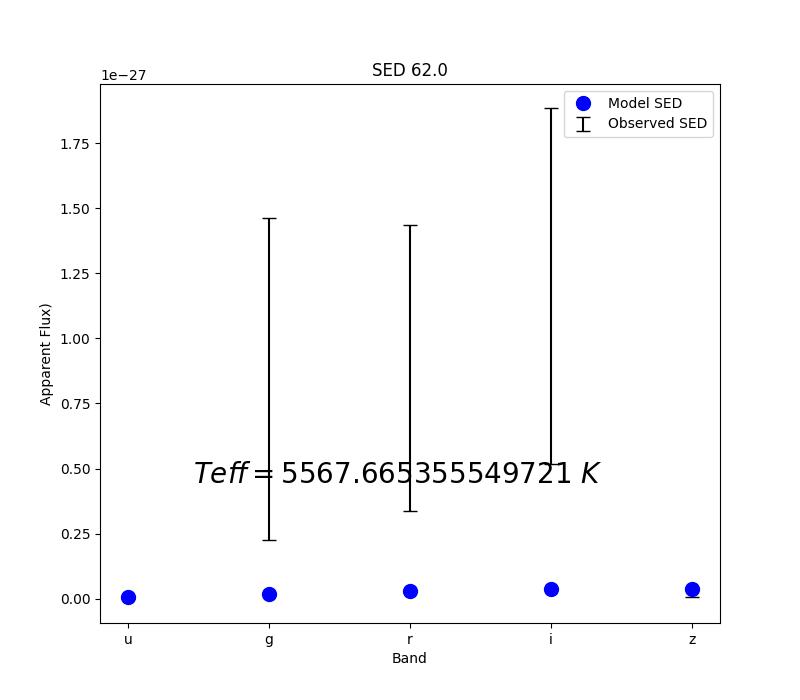 SED 62.0
1e−27
Model SED
Observed SED
1.75
1.50
1.25
1.00
0.75
0.50
0.25
0.00
Apparent Flux)
Teff = 5567.665355549721 K
u g r i z
Band